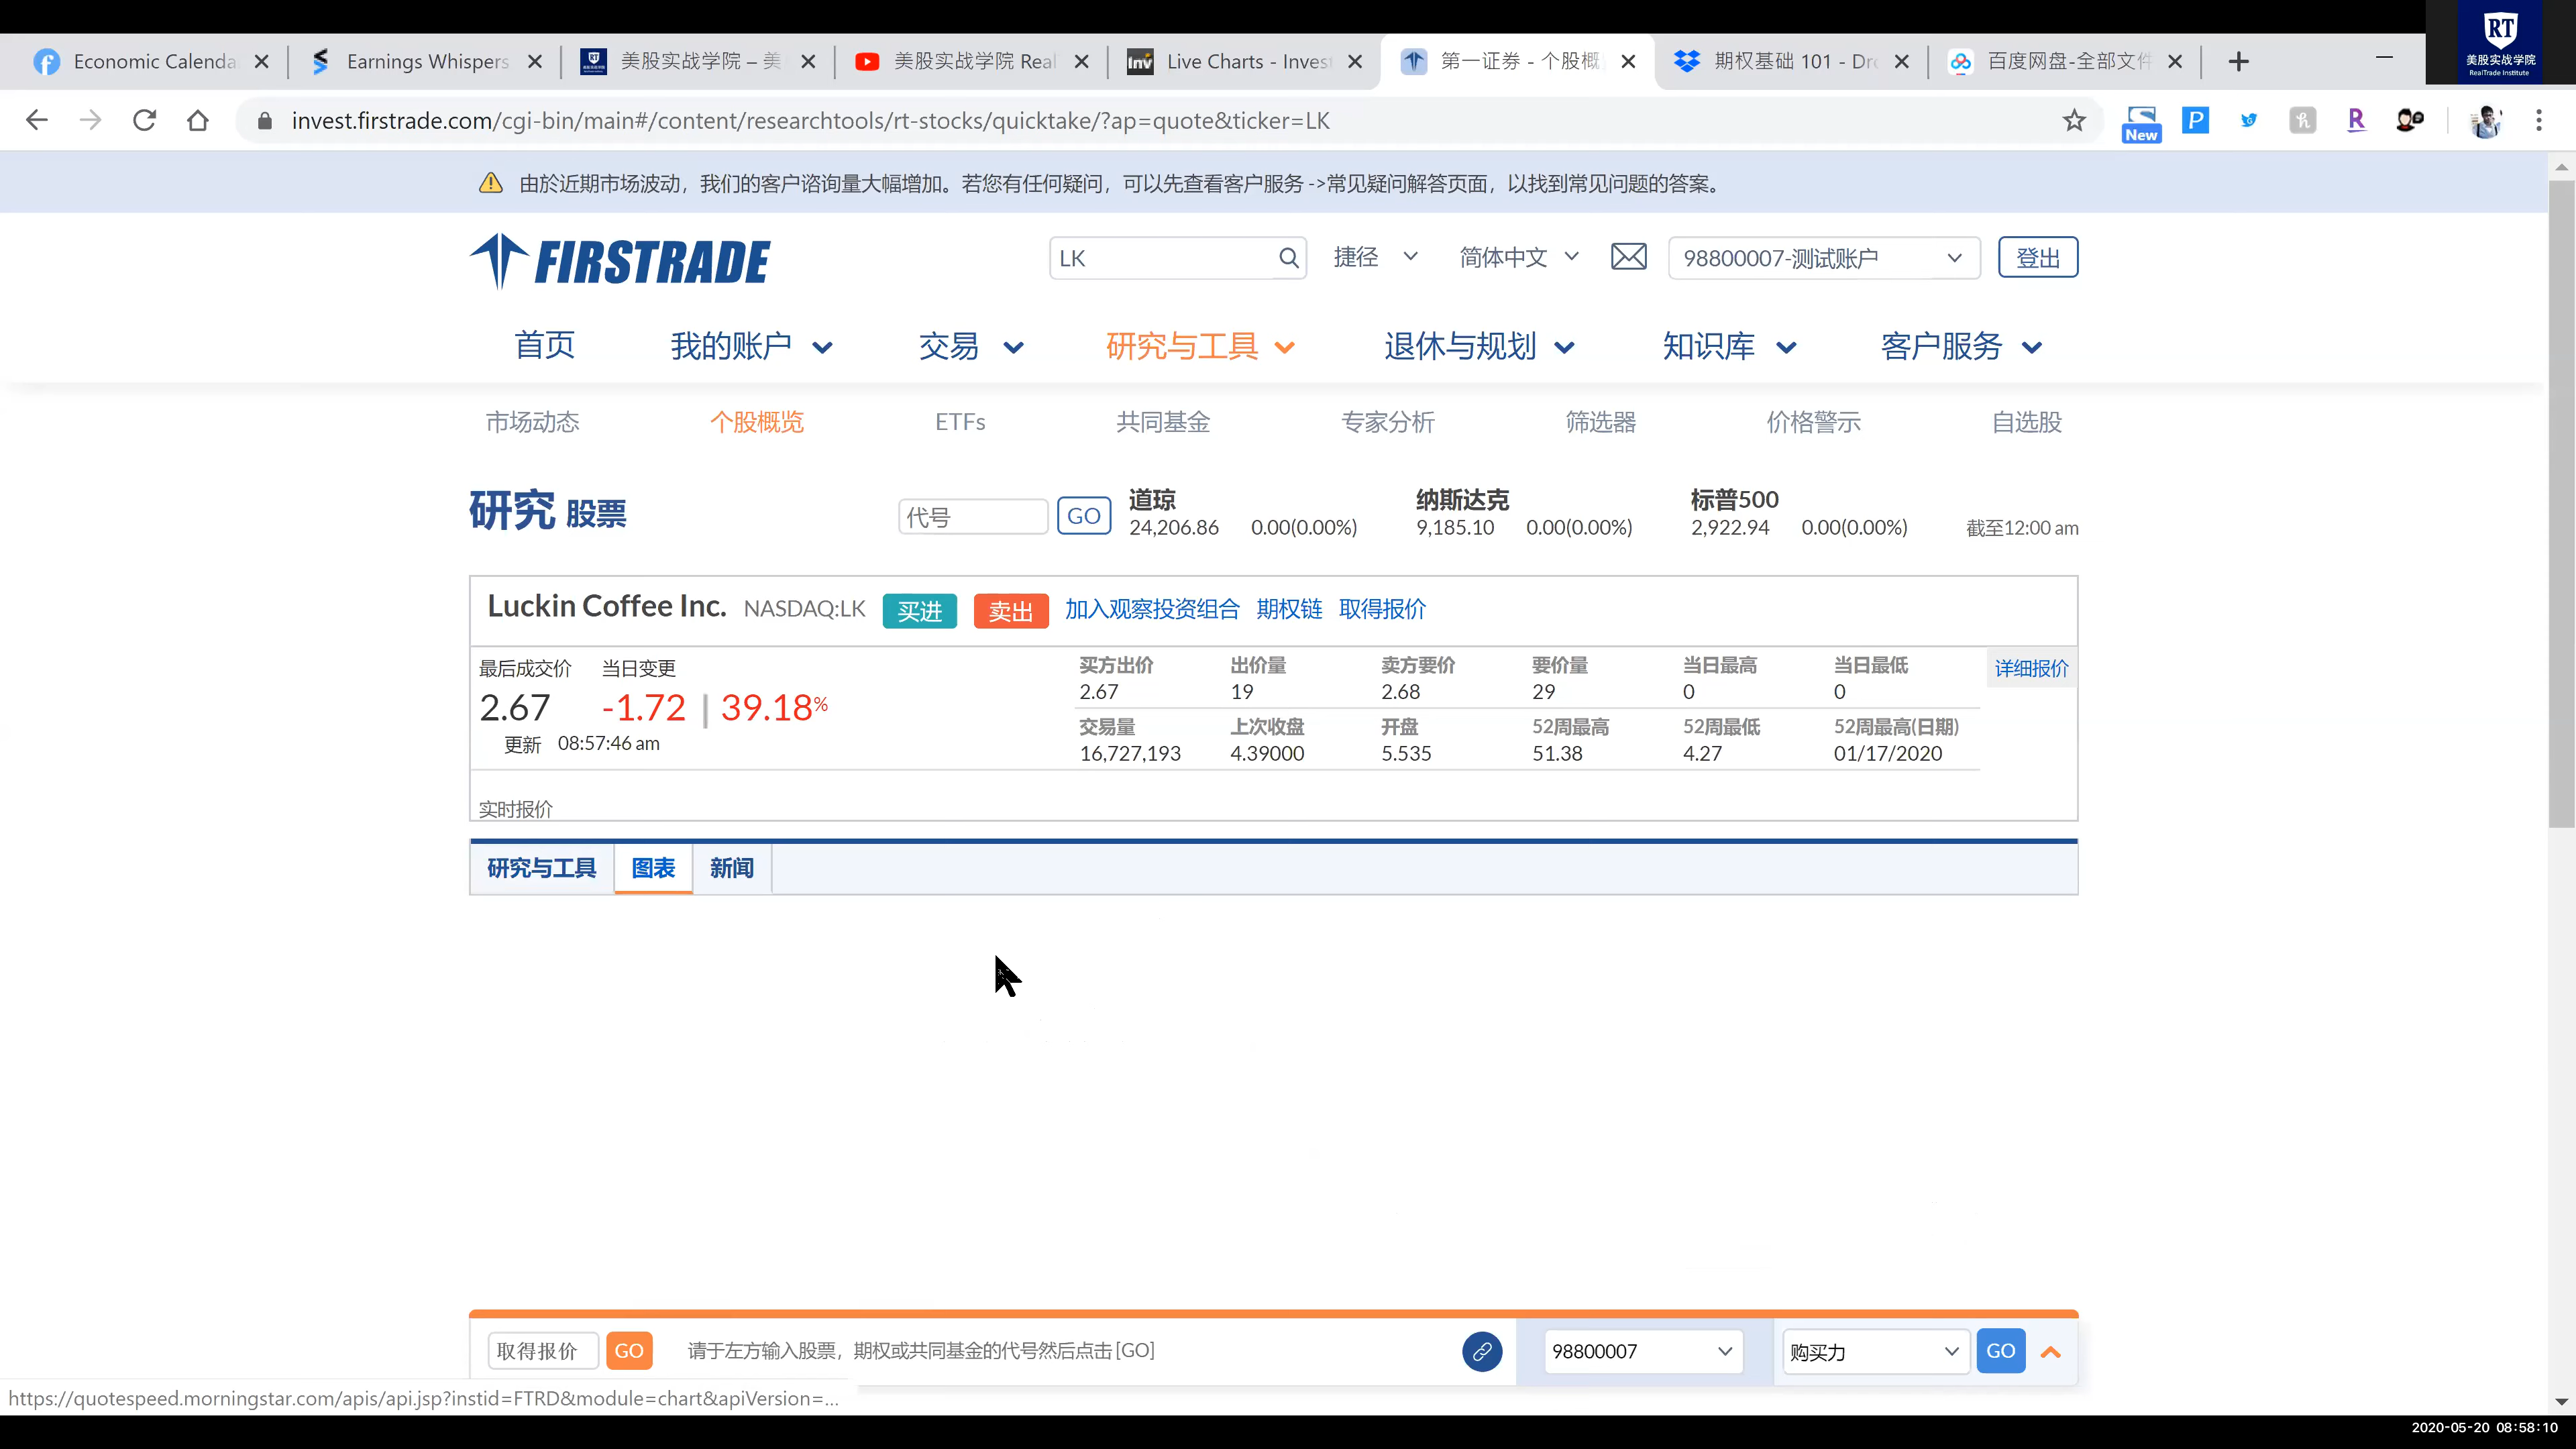 Economic Calenda
Earnings Whispers
美股实战学院 – 美
美股实战学院 Real
Live Charts - Invest
第一证券 - 个股概
期权基础 101 - Dr
百度网盘-全部文件
RT
美股实战学院
RealTrade Institute
invest.firstrade.com/cgi-bin/main#/content/researchtools/rt-stocks/quicktake/?ap=quote&ticker=LK
New
由於近期市场波动，我们的客户谘询量大幅增加。若您有任何疑问，可以先查看客户服务 ->常见疑问解答页面，以找到常见问题的答案。
FIRSTRADE
LK
捷径
简体中文
98800007-测试账户
登出
首页
我的账户
交易
研究与工具
退休与规划
知识库
客户服务
市场动态
个股概览
ETFs
共同基金
专家分析
筛选器
价格警示
自选股
研究 股票
代号
GO
道琼
24,206.86 0.00(0.00%)
纳斯达克
9,185.10 0.00(0.00%)
标普500
2,922.94 0.00(0.00%)
截至12:00 am
Luckin Coffee Inc. NASDAQ:LK 买进 卖出 加入观察投资组合 期权链 取得报价
最后成交价 当日变更
2.67 -1.72 | 39.18%
更新 08:57:46 am
买方出价 出价量 卖方要价 要价量 当日最高 当日最低
2.67 19 2.68 29 0 0
交易量 上次收盘 开盘 52周最高 52周最低 52周最高(日期)
16,727,193 4.39000 5.535 51.38 4.27 01/17/2020
详细报价
实时报价
研究与工具 图表 新闻
取得报价 GO 请于左方输入股票，期权或共同基金的代号然后点击 [GO]
98800007
购买力
GO
https://quotespeed.morningstar.com/apis/api.jsp?instid=FTRD&module=chart&apiVersion=...
2020-05-20 08:58:10